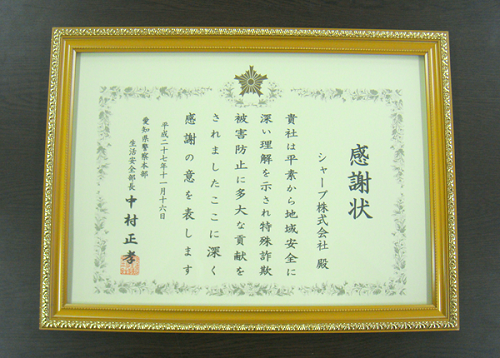 感謝状
シャープ株式会社 殿
貴社は平素から地域安全に
深い理解を示され特殊詐欺
被害防止に多大な貢献を
されましたここに深く
感謝の意を表します
平成二十七年十一月十六日
愛知県警察本部
生活安全部長 中村正孝